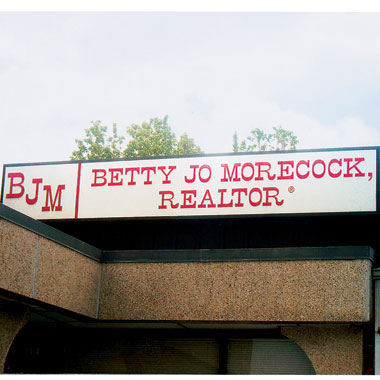 BJM
BETTY JO MORECOCK,
REALTOR®